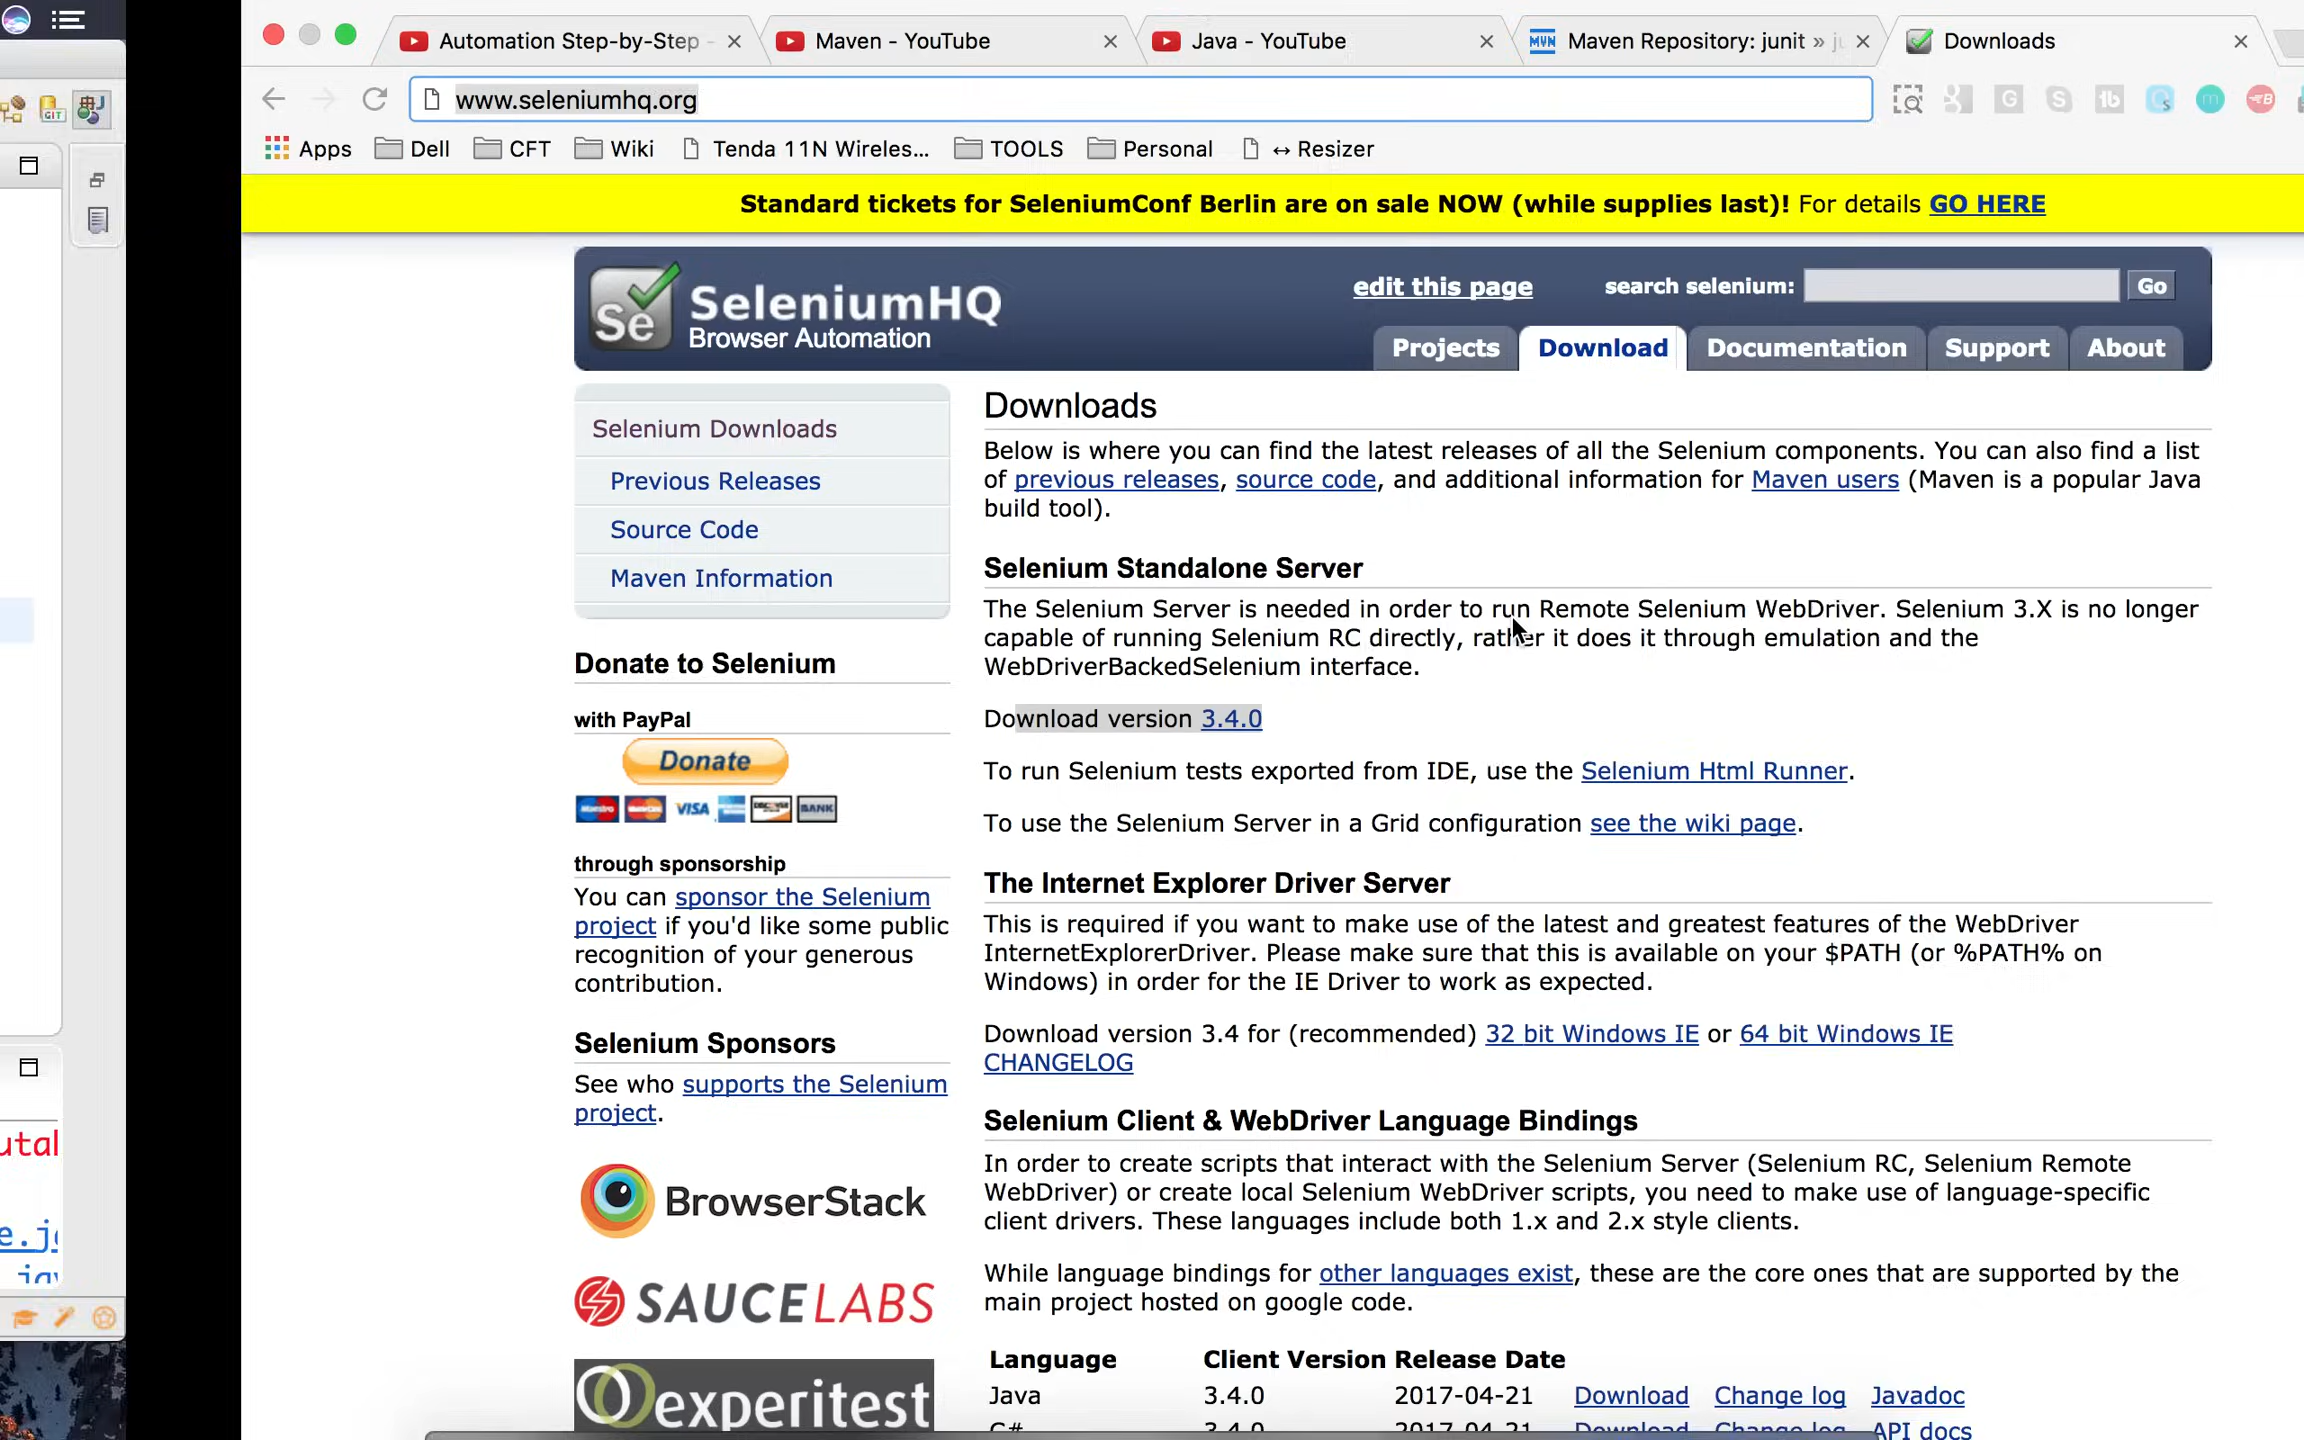 Automation Step-by-Step -
Maven - YouTube
Java - YouTube
MVN Maven Repository: junit » ju
Downloads
www.seleniumhq.org
Apps
Dell
CFT
Wiki
Tenda 11N Wireles...
TOOLS
Personal
↔ Resizer
Standard tickets for SeleniumConf Berlin are on sale NOW (while supplies last)! For details GO HERE
Se
SeleniumHQ
Browser Automation
edit this page
search selenium:
Go
Projects
Download
Documentation
Support
About
Selenium Downloads
Previous Releases
Source Code
Maven Information
Donate to Selenium
with PayPal
Donate
VISA
BANK
through sponsorship
You can sponsor the Selenium
project if you'd like some public
recognition of your generous
contribution.
Selenium Sponsors
See who supports the Selenium
project.
BrowserStack
SAUCELABS
experitest
Downloads
Below is where you can find the latest releases of all the Selenium components. You can also find a list
of previous releases, source code, and additional information for Maven users (Maven is a popular Java
build tool).
Selenium Standalone Server
The Selenium Server is needed in order to run Remote Selenium WebDriver. Selenium 3.X is no longer
capable of running Selenium RC directly, rather it does it through emulation and the
WebDriverBackedSelenium interface.
Download version 3.4.0
To run Selenium tests exported from IDE, use the Selenium Html Runner.
To use the Selenium Server in a Grid configuration see the wiki page.
The Internet Explorer Driver Server
This is required if you want to make use of the latest and greatest features of the WebDriver
InternetExplorerDriver. Please make sure that this is available on your $PATH (or %PATH% on
Windows) in order for the IE Driver to work as expected.
Download version 3.4 for (recommended) 32 bit Windows IE or 64 bit Windows IE
CHANGELOG
Selenium Client & WebDriver Language Bindings
In order to create scripts that interact with the Selenium Server (Selenium RC, Selenium Remote
WebDriver) or create local Selenium WebDriver scripts, you need to make use of language-specific
client drivers. These languages include both 1.x and 2.x style clients.
While language bindings for other languages exist, these are the core ones that are supported by the
main project hosted on google code.
Language Client Version Release Date
Java 3.4.0 2017-04-21 Download Change log Javadoc
C# 3.4.0 2017-04-21 Download Change log API docs